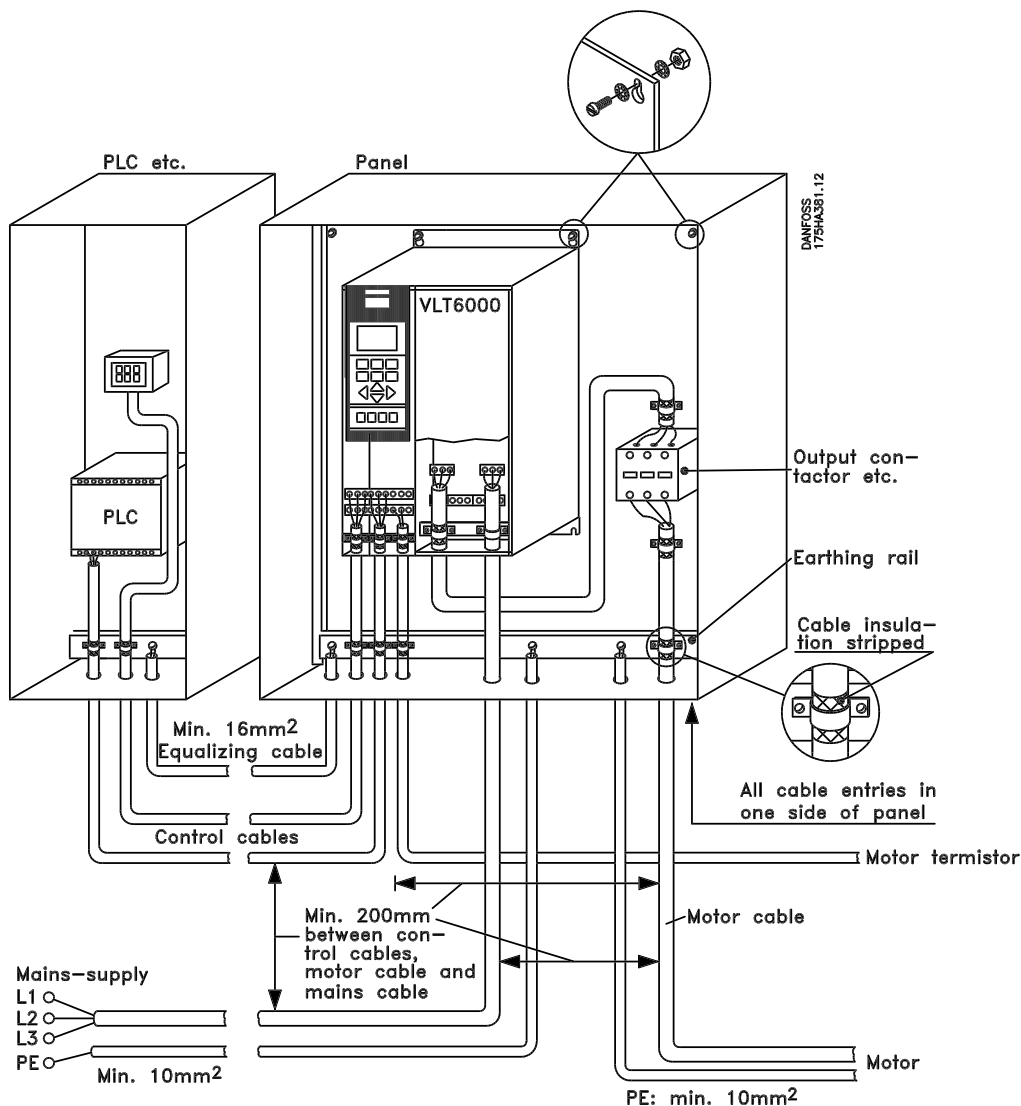 PLC etc.
Panel
DANFOSS
175HA381.12
VLT6000
PLC
Output con-
tactor etc.
Earthing rail
Cable insula-
tion stripped
Min. 16mm2
Equalizing cable
All cable entries in
one side of panel
Control cables
Motor termistor
Min. 200mm
between con-
trol cables,
motor cable and
mains cable
Motor cable
Mains-supply
L1
L2
L3
PE
Min. 10mm2
Motor
PE: min. 10mm2